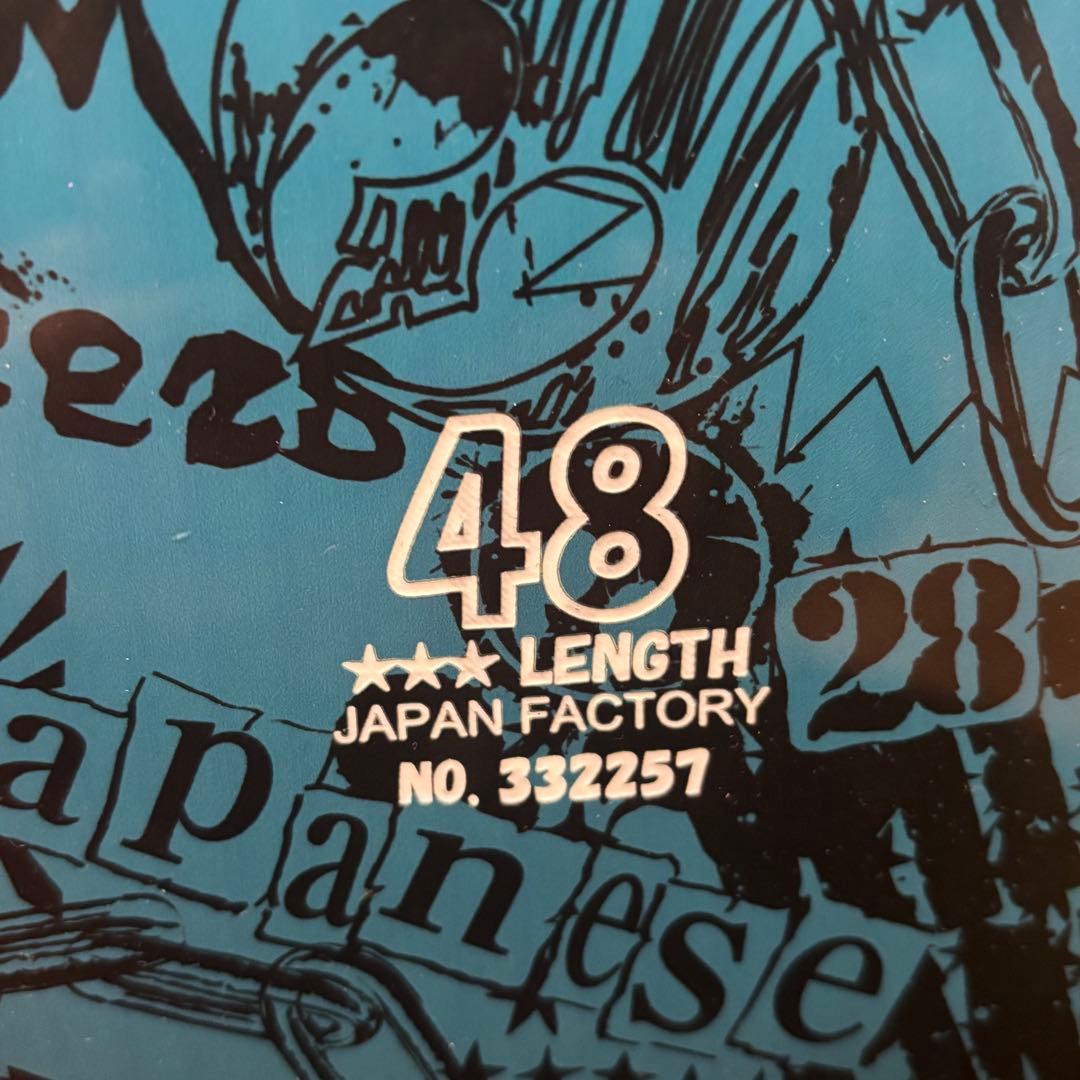 48
★★★ LENGTH
JAPAN FACTORY
NO. 332257
28
apanese